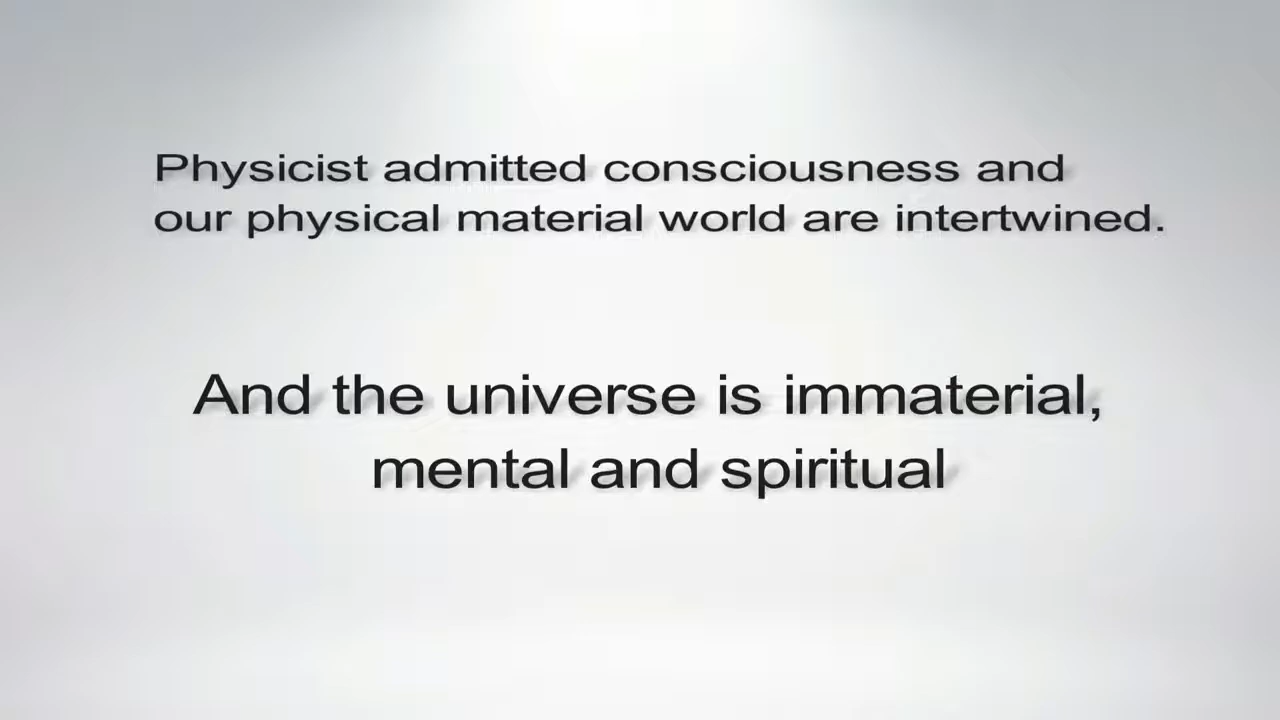 Physicist admitted consciousness and
our physical material world are intertwined.
And the universe is immaterial,
mental and spiritual